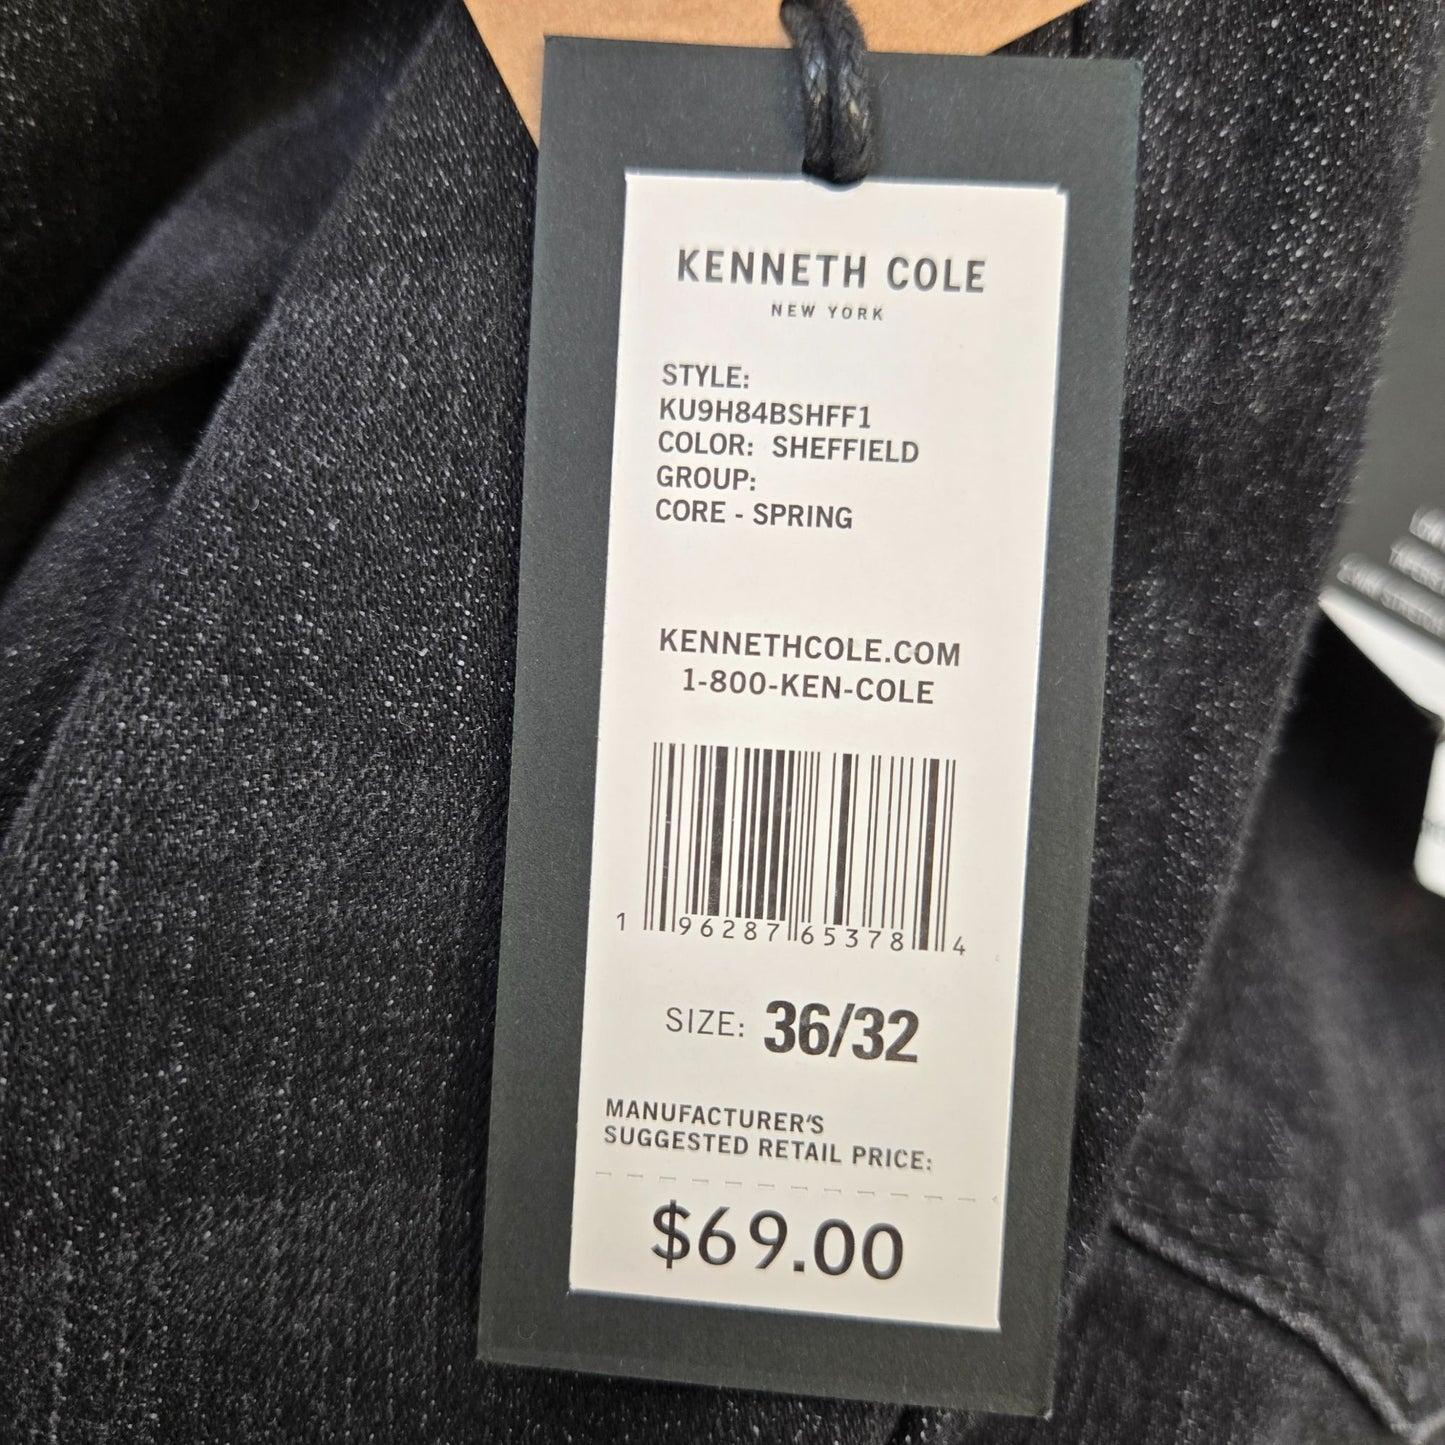 KENNETH COLE
NEW YORK
STYLE:
KU9H84BSHFF1
COLOR: SHEFFIELD
GROUP:
CORE - SPRING
KENNETHCOLE.COM
1-800-KEN-COLE
1 96287 65378 4
SIZE: 36/32
MANUFACTURER'S
SUGGESTED RETAIL PRICE:
$69.00